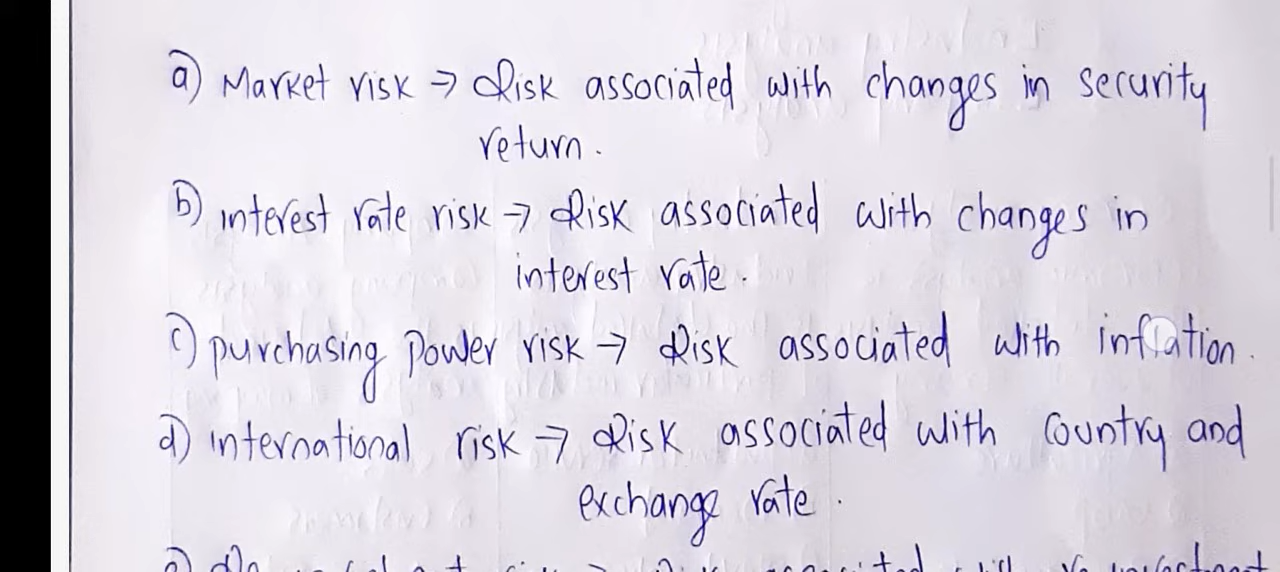 a) Market risk → Risk associated with changes in security
return.
b) interest rate risk → Risk associated with changes in
interest rate.
c) purchasing power risk → Risk associated with inflation.
d) international risk → Risk associated with country and
exchange rate.